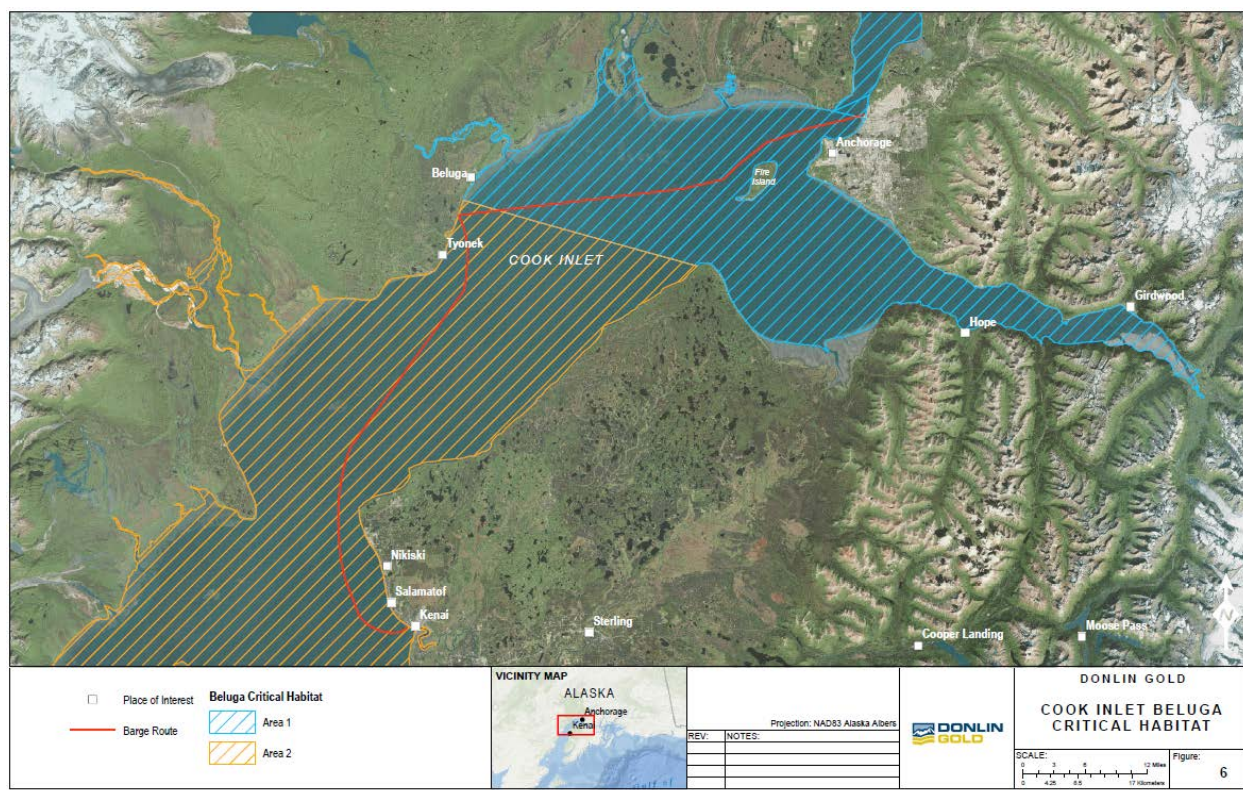 Anchorage
Beluga
Fire
Island
Tyonek
COOK INLET
Girdwood
Hope
Nikiski
Salamatof
Kenai
Sterling
Cooper Landing
Moose Pass
N
Place of Interest
Barge Route
Beluga Critical Habitat
Area 1
Area 2
VICINITY MAP
ALASKA
Anchorage
Kenai
Gulf of
Projection: NAD83 Alaska Albers
REV: NOTES:
DONLIN
GOLD
DONLIN GOLD
COOK INLET BELUGA
CRITICAL HABITAT
SCALE:
0 3 6 12 Miles
0 4.25 8.5 17 Kilometers
Figure:
6